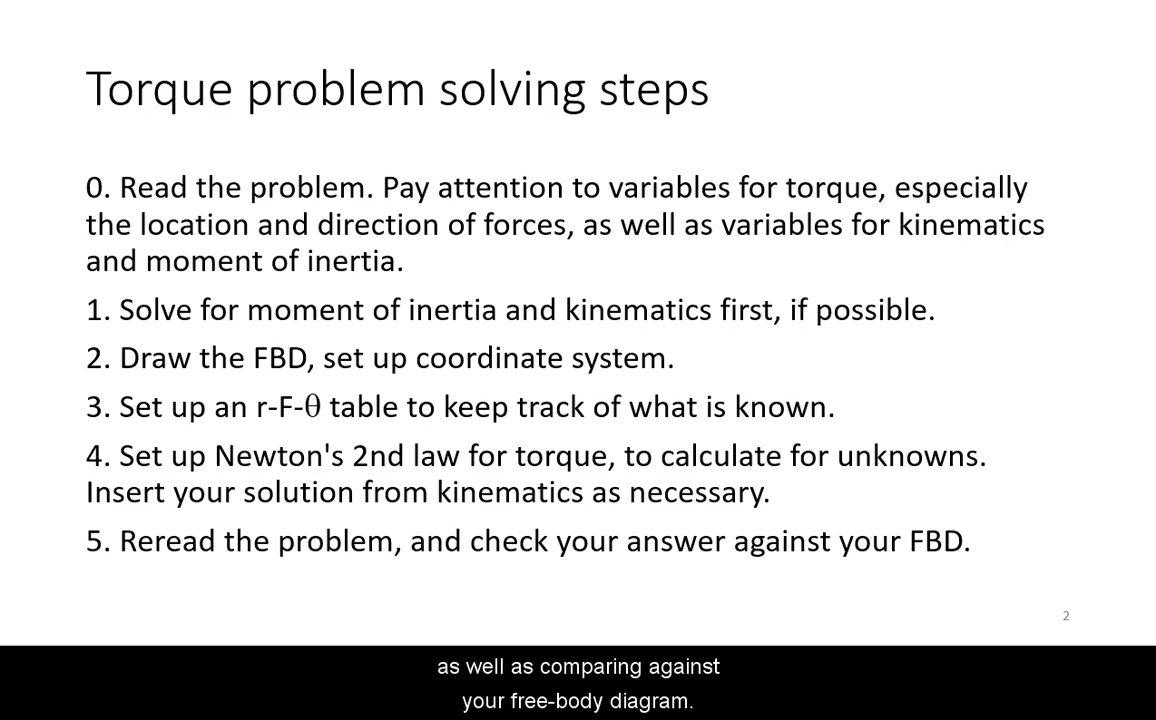 Torque problem solving steps
0. Read the problem. Pay attention to variables for torque, especially
the location and direction of forces, as well as variables for kinematics
and moment of inertia.
1. Solve for moment of inertia and kinematics first, if possible.
2. Draw the FBD, set up coordinate system.
3. Set up an r-F-θ table to keep track of what is known.
4. Set up Newton's 2nd law for torque, to calculate for unknowns.
Insert your solution from kinematics as necessary.
5. Reread the problem, and check your answer against your FBD.
2
as well as comparing against
your free-body diagram.